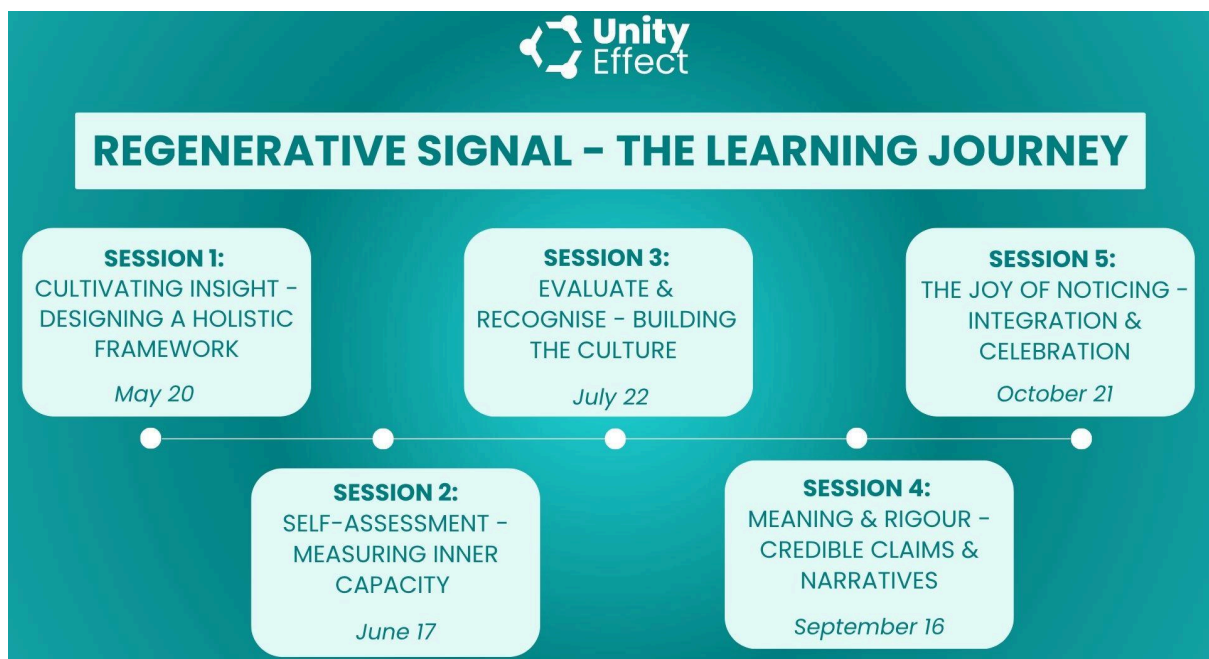 Unity
Effect
REGENERATIVE SIGNAL - THE LEARNING JOURNEY
SESSION 1:
CULTIVATING INSIGHT -
DESIGNING A HOLISTIC
FRAMEWORK
May 20
SESSION 2:
SELF-ASSESSMENT -
MEASURING INNER
CAPACITY
June 17
SESSION 3:
EVALUATE &
RECOGNISE - BUILDING
THE CULTURE
July 22
SESSION 4:
MEANING & RIGOUR -
CREDIBLE CLAIMS &
NARRATIVES
September 16
SESSION 5:
THE JOY OF NOTICING -
INTEGRATION &
CELEBRATION
October 21